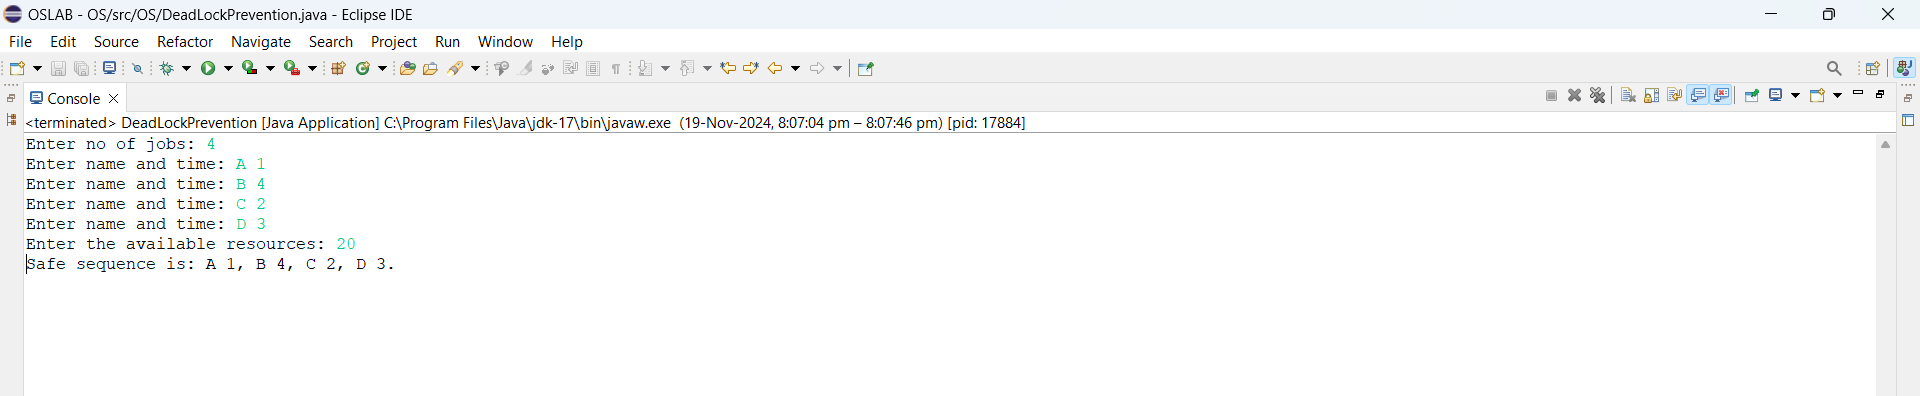 OSLAB - OS/src/OS/DeadLockPrevention.java - Eclipse IDE
File Edit Source Refactor Navigate Search Project Run Window Help
Console
<terminated> DeadLockPrevention [Java Application] C:\Program Files\Java\jdk-17\bin\javaw.exe (19-Nov-2024, 8:07:04 pm – 8:07:46 pm) [pid: 17884]
Enter no of jobs: 4
Enter name and time: A 1
Enter name and time: B 4
Enter name and time: C 2
Enter name and time: D 3
Enter the available resources: 20
Safe sequence is: A 1, B 4, C 2, D 3.